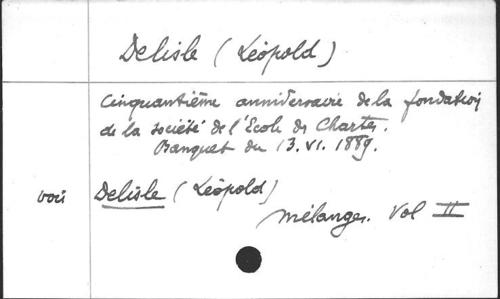 Delisle (Léopold)
Cinquantième anniversaire de la fondation
de la société de l'Ecole des Chartes.
Banquet du 13.VI.1889.
voir Delisle (Léopold)
Mélanges. Vol II